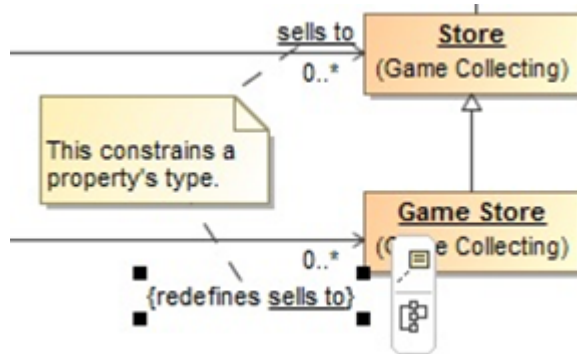 sells to
Store
0..*
(Game Collecting)
This constrains a
property's type.
Game Store
0..*
e Collecting)
{redefines sells to}